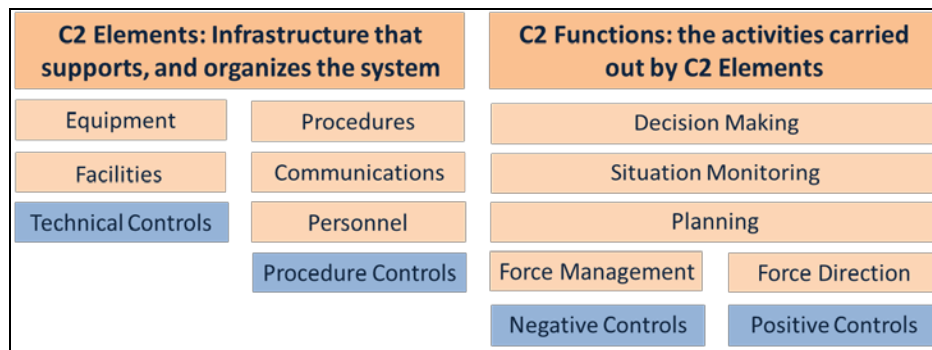 C2 Elements: Infrastructure that
supports, and organizes the system
Equipment
Procedures
Facilities
Communications
Technical Controls
Personnel
Procedure Controls
C2 Functions: the activities carried
out by C2 Elements
Decision Making
Situation Monitoring
Planning
Force Management
Force Direction
Negative Controls
Positive Controls